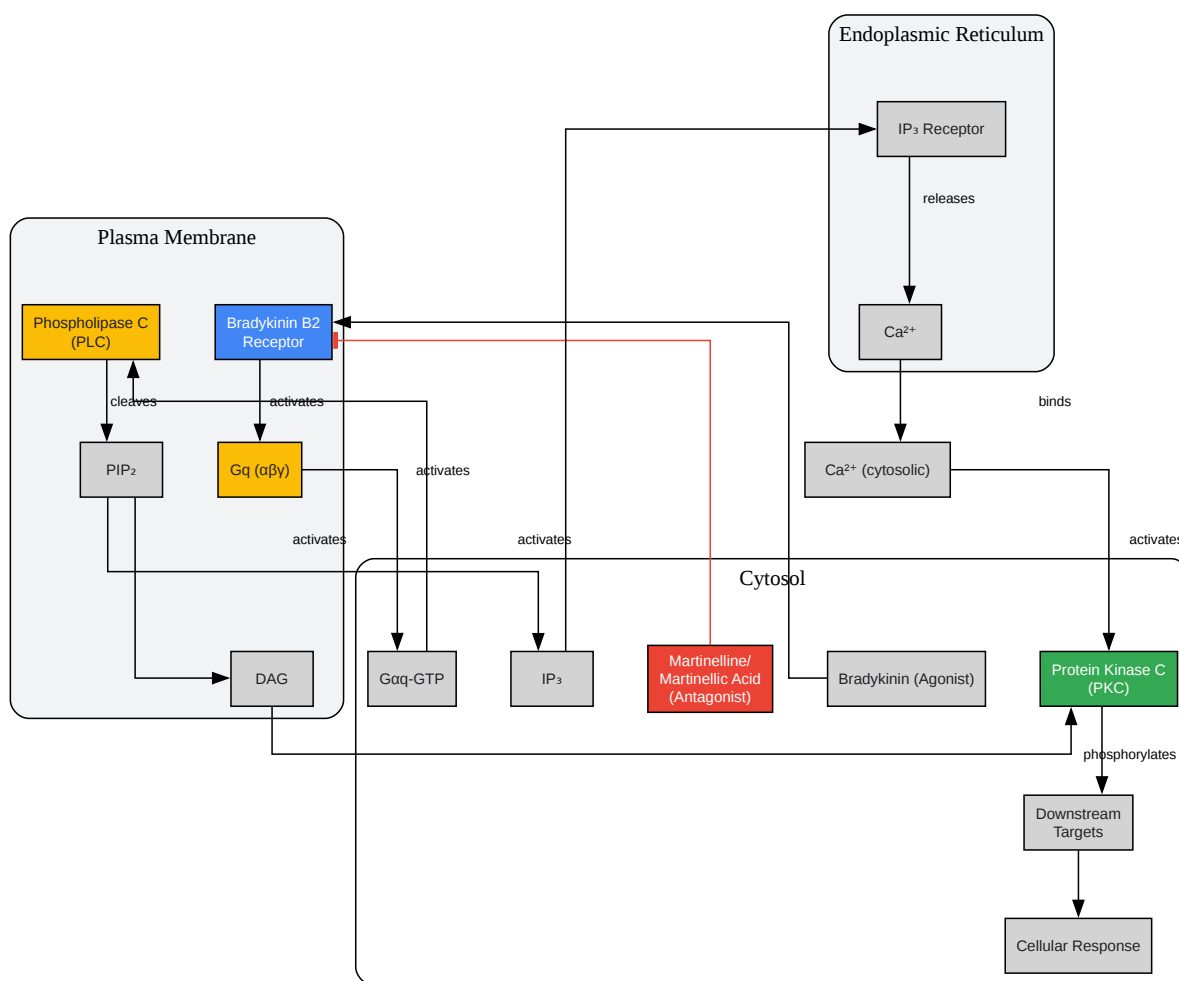 Endoplasmic Reticulum
IP₃ Receptor
releases
Plasma Membrane
Phospholipase C
(PLC)
Bradykinin B2
Receptor
Ca²⁺
cleaves
activates
binds
PIP₂
Gq (αβγ)
activates
Ca²⁺ (cytosolic)
activates
activates
activates
Cytosol
DAG
Gαq-GTP
IP₃
Martinelline/
Martinellic Acid
(Antagonist)
Bradykinin (Agonist)
Protein Kinase C
(PKC)
phosphorylates
Downstream
Targets
Cellular Response